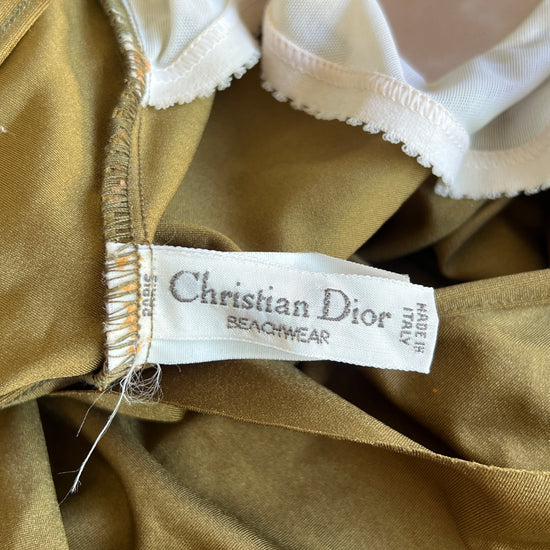 PARIS
Christian Dior
BEACHWEAR
MADE IN
ITALY